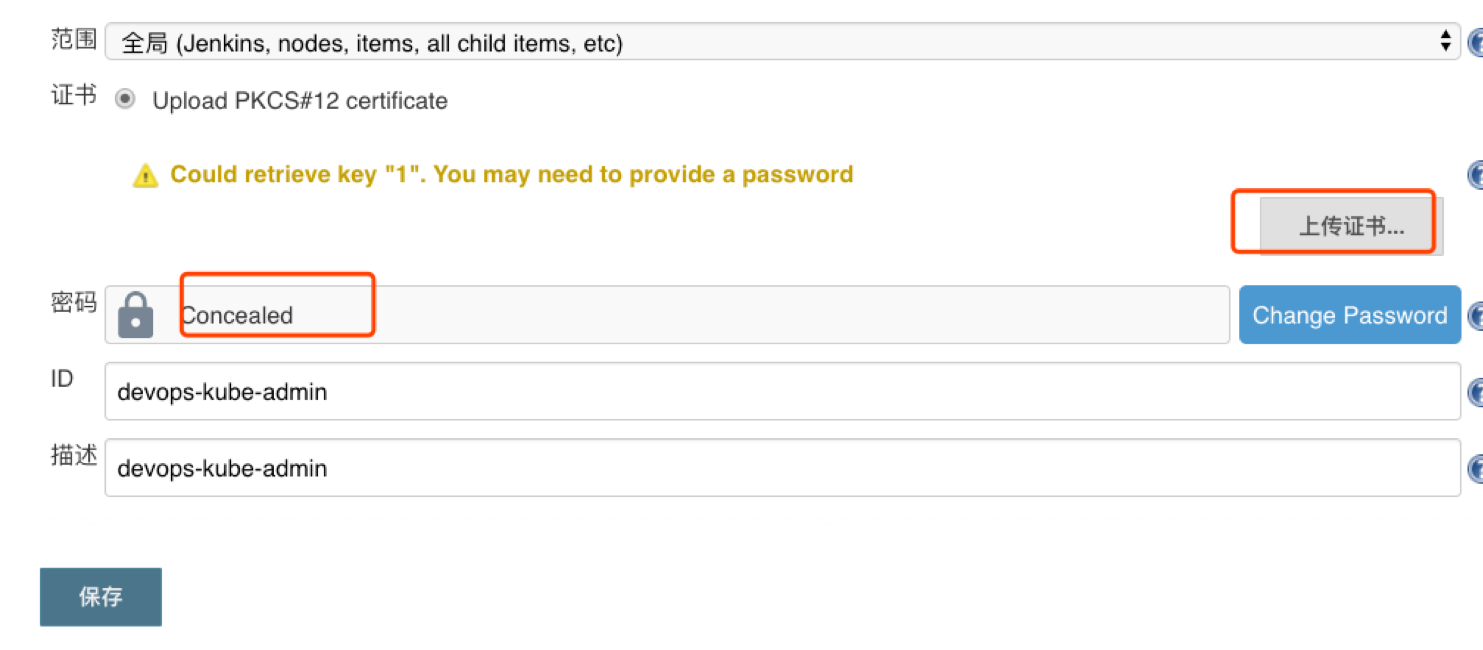 范围 全局 (Jenkins, nodes, items, all child items, etc)
证书 Upload PKCS#12 certificate
Could retrieve key "1". You may need to provide a password
上传证书...
密码 Concealed Change Password
ID devops-kube-admin
描述 devops-kube-admin
保存